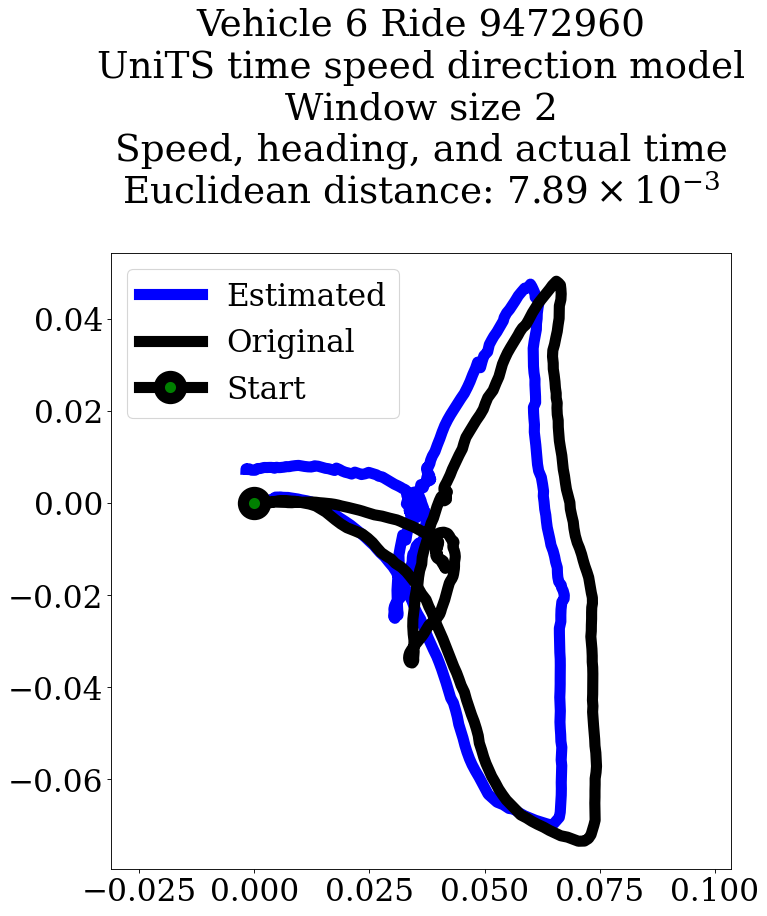 Vehicle 6 Ride 9472960
UniTS time speed direction model
Window size 2
Speed, heading, and actual time
Euclidean distance: 7.89 × 10⁻³
Estimated
Original
Start
0.04
0.02
0.00
−0.02
−0.04
−0.06
−0.025 0.000 0.025 0.050 0.075 0.100